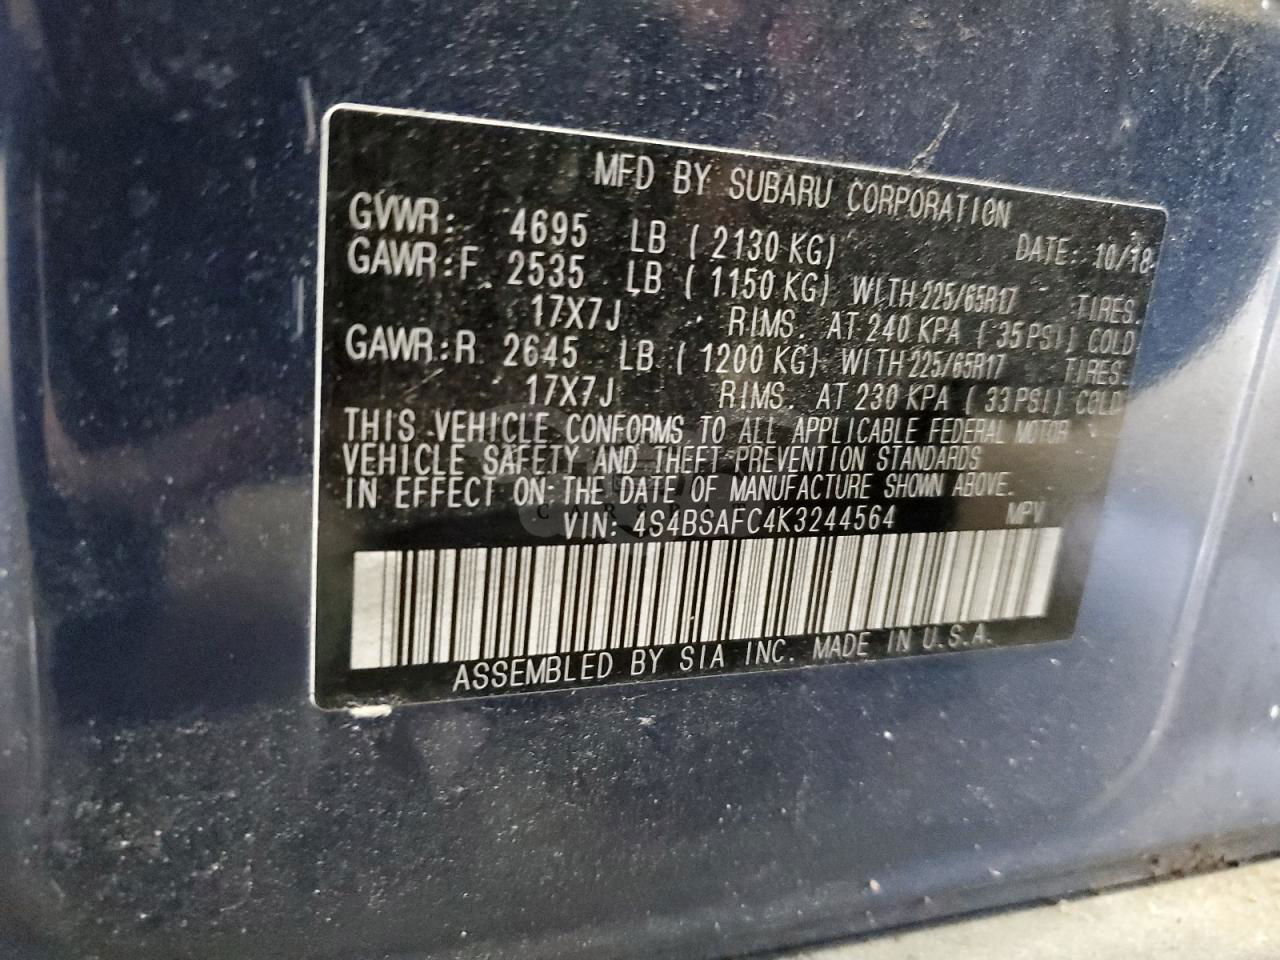 MFD BY SUBARU CORPORATION
GVWR: 4695 LB ( 2130 KG) DATE: 10/18
GAWR:F 2535 LB ( 1150 KG) WITH 225/65R17 TIRES.
17X7J RIMS. AT 240 KPA ( 35 PSI) COLD
GAWR:R 2645 LB ( 1200 KG) WITH 225/65R17 TIRES.
17X7J RIMS. AT 230 KPA ( 33 PSI) COLD
THIS VEHICLE CONFORMS TO ALL APPLICABLE FEDERAL MOTOR
VEHICLE SAFETY AND THEFT PREVENTION STANDARDS
IN EFFECT ON THE DATE OF MANUFACTURE SHOWN ABOVE.
VIN: 4S4BSAFC4K3244564 MPV
ASSEMBLED BY SIA INC. MADE IN U.S.A.